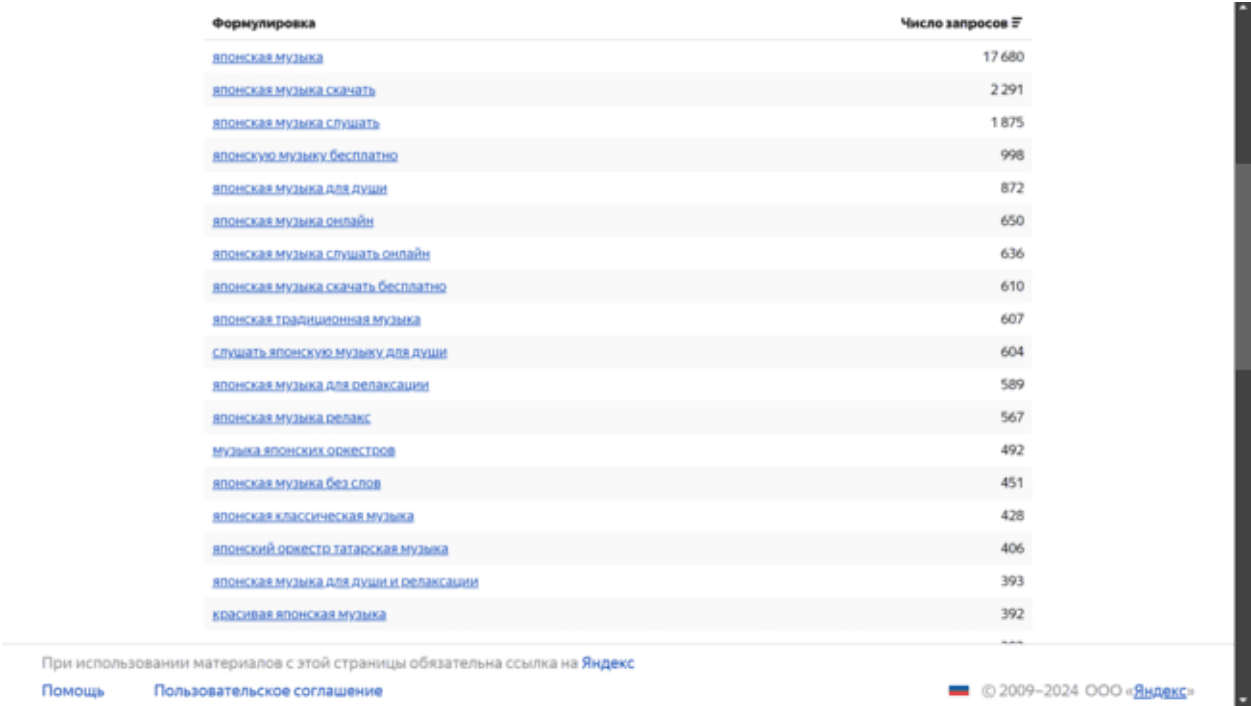 Формулировка Число запросов
японская музыка 17 680
японская музыка скачать 2 291
японская музыка слушать 1 875
японскую музыку бесплатно 998
японская музыка для души 872
японская музыка онлайн 650
японская музыка слушать онлайн 636
японская музыка скачать бесплатно 610
японская традиционная музыка 607
слушать японскую музыку для души 604
японская музыка для релаксации 589
японская музыка релакс 567
музыка японских оркестров 492
японская музыка без слов 451
японская классическая музыка 428
японский оркестр татарская музыка 406
японская музыка для души и релаксации 393
красивая японская музыка 392
При использовании материалов с этой страницы обязательна ссылка на Яндекс
Помощь Пользовательское соглашение © 2009–2024 ООО «Яндекс»